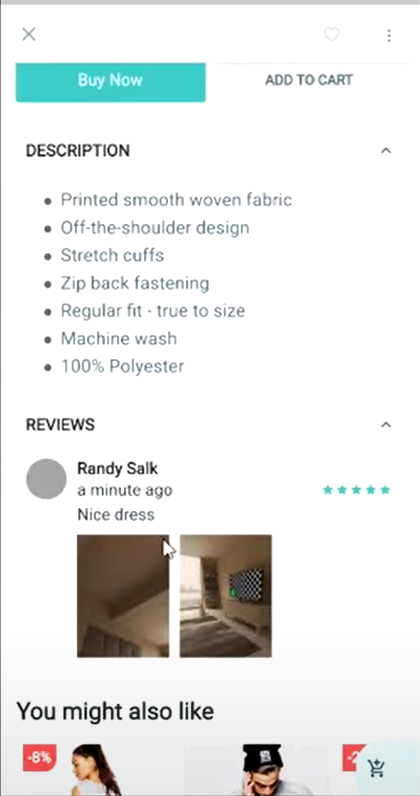 Buy Now
ADD TO CART
DESCRIPTION
Printed smooth woven fabric
Off-the-shoulder design
Stretch cuffs
Zip back fastening
Regular fit - true to size
Machine wash
100% Polyester
REVIEWS
Randy Salk
a minute ago
Nice dress
You might also like
-8%